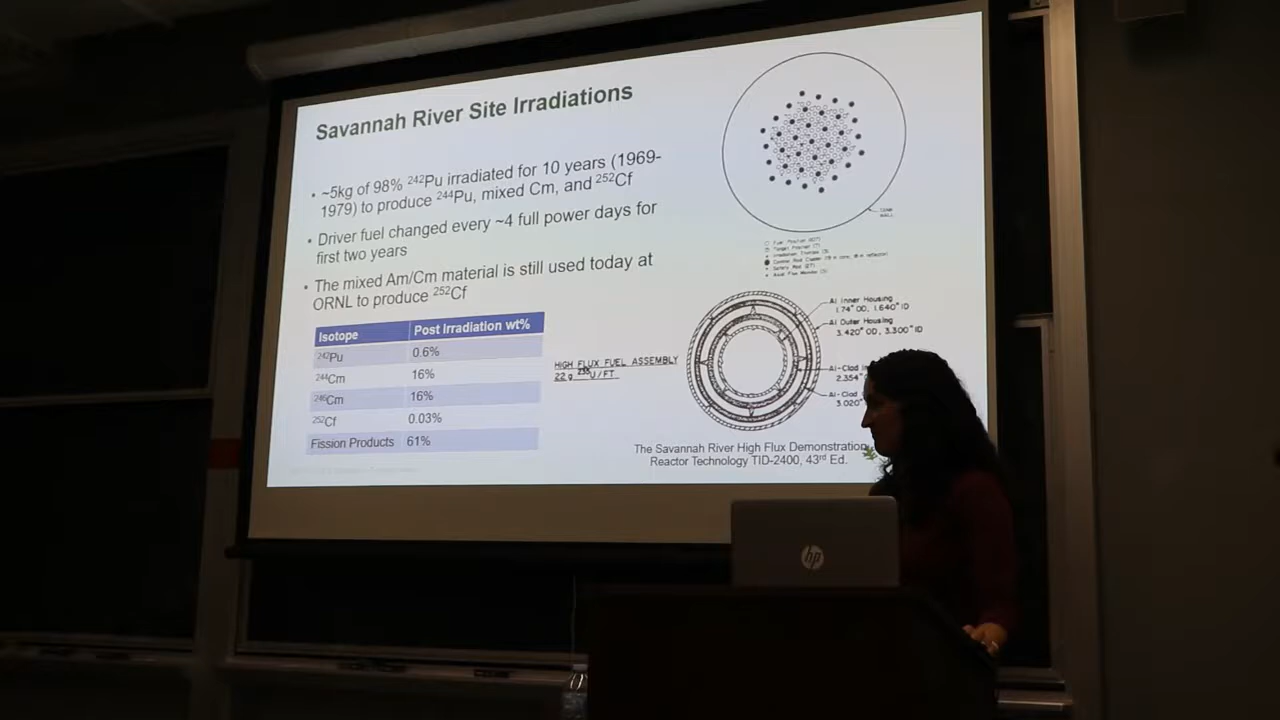 Savannah River Site Irradiations
• ~5kg of 98% ²⁴²Pu irradiated for 10 years (1969-
1979) to produce ²⁴⁴Pu, mixed Cm, and ²⁵²Cf
• Driver fuel changed every ~4 full power days for
first two years
• The mixed Am/Cm material is still used today at
ORNL to produce ²⁵²Cf
Isotope Post Irradiation wt%
²⁴²Pu 0.6%
²⁴⁴Cm 16%
²⁴⁶Cm 16%
²⁵²Cf 0.03%
Fission Products 61%
HIGH FLUX FUEL ASSEMBLY
22 g ²³⁵U/FT.
Al Inner Housing
1.74" OD, 1.640" ID
Al Outer Housing
3.420" OD, 3.300" ID
Al-Clad
2.354"
Al-Clad
3.020"
The Savannah River High Flux Demonstration
Reactor Technology TID-2400, 43rd Ed.
hp